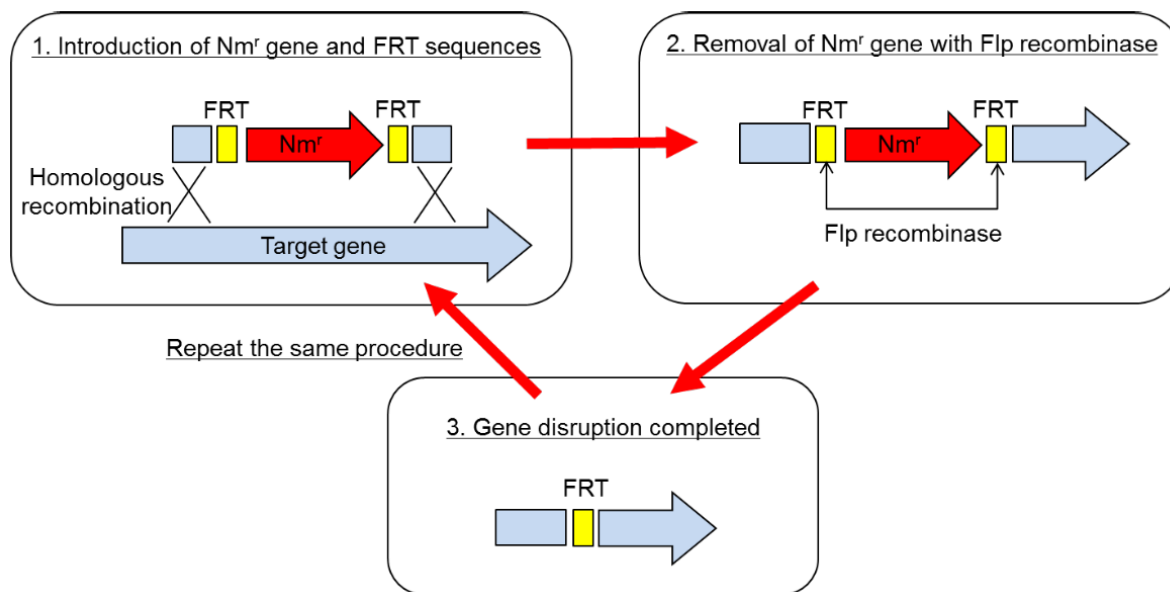 1. Introduction of Nmʳ gene and FRT sequences
FRT
FRT
Nmʳ
Homologous
recombination
Target gene
2. Removal of Nmʳ gene with Flp recombinase
FRT
FRT
Nmʳ
Flp recombinase
Repeat the same procedure
3. Gene disruption completed
FRT